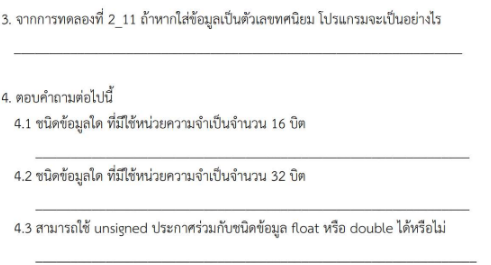 3. จากการทดลองที่ 2_11 ถ้าหากใส่ข้อมูลเป็นตัวเลขทศนิยม โปรแกรมจะเป็นอย่างไร
4. ตอบคำถามต่อไปนี้
4.1 ชนิดข้อมูลใด ที่มีใช้หน่วยความจำเป็นจำนวน 16 บิต
4.2 ชนิดข้อมูลใด ที่มีใช้หน่วยความจำเป็นจำนวน 32 บิต
4.3 สามารถใช้ unsigned ประกาศร่วมกับชนิดข้อมูล float หรือ double ได้หรือไม่